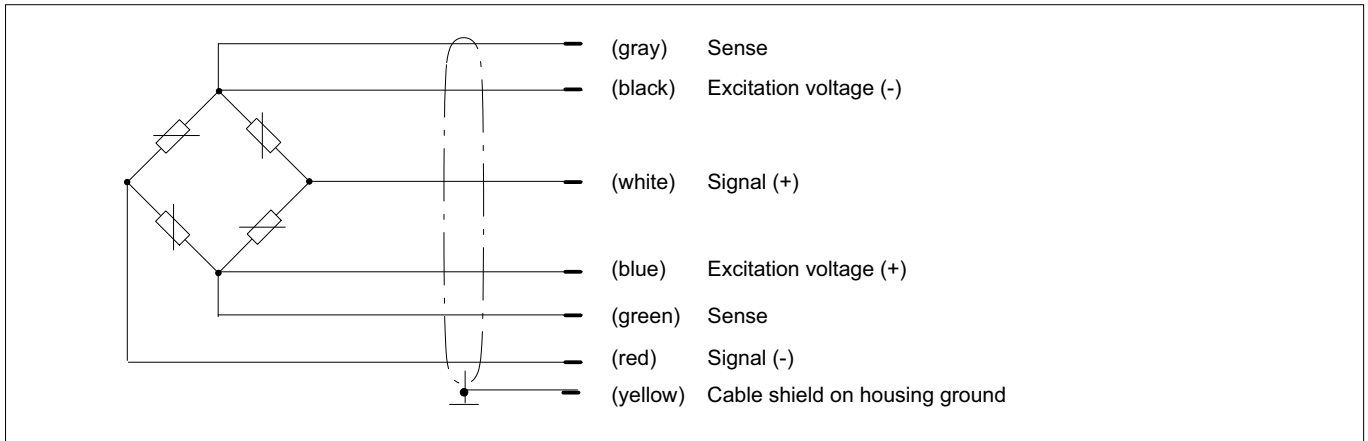 (gray) Sense
(black) Excitation voltage (-)
(white) Signal (+)
(blue) Excitation voltage (+)
(green) Sense
(red) Signal (-)
(yellow) Cable shield on housing ground